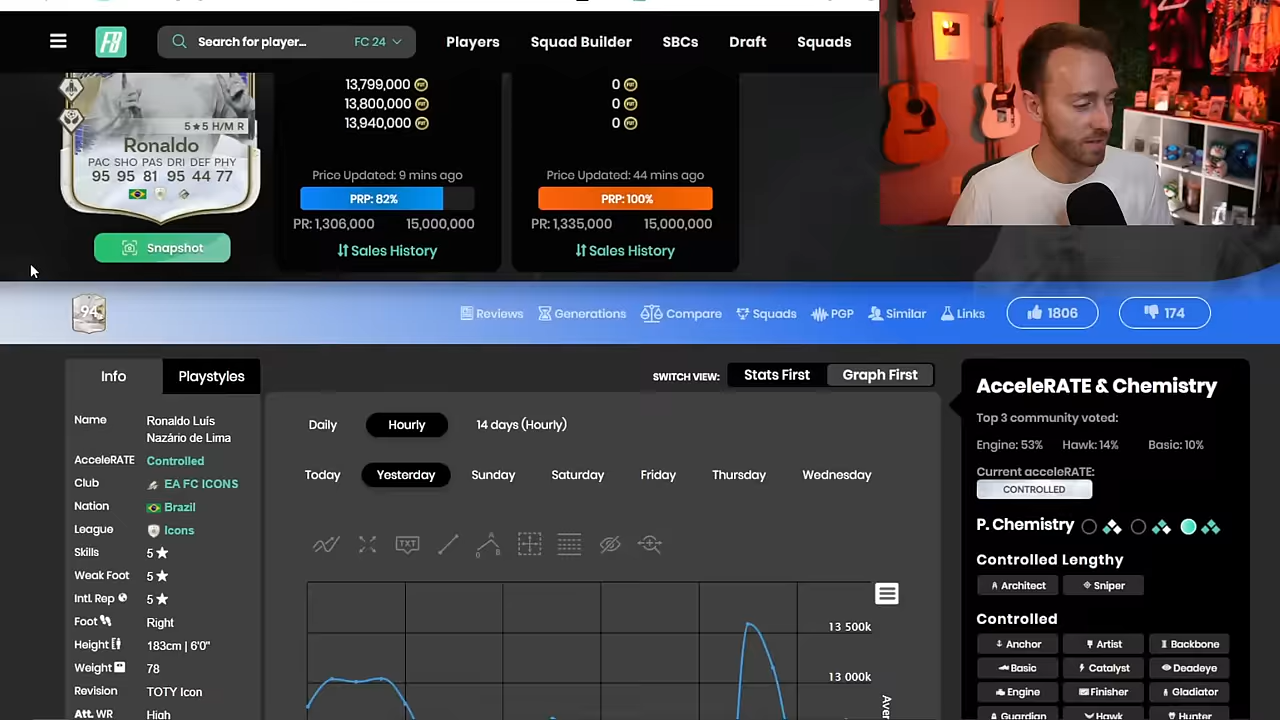 FB
Search for player... FC 24
Players
Squad Builder
SBCs
Draft
Squads
13,799,000
13,800,000
13,940,000
0
0
0
5★5 H/M R
Ronaldo
PAC SHO PAS DRI DEF PHY
95 95 81 95 44 77
Snapshot
Price Updated: 9 mins ago
PRP: 82%
PR: 1,306,000 15,000,000
Sales History
Price Updated: 44 mins ago
PRP: 100%
PR: 1,335,000 15,000,000
Sales History
94
Reviews
Generations
Compare
Squads
PGP
Similar
Links
1806
174
Info
Playstyles
Name Ronaldo Luís
Nazário de Lima
AcceleRATE Controlled
Club EA FC ICONS
Nation Brazil
League Icons
Skills 5★
Weak Foot 5★
Intl. Rep 5★
Foot Right
Height 183cm | 6'0"
Weight 78
Revision TOTY Icon
Att. WR High
SWITCH VIEW: Stats First Graph First
Daily Hourly 14 days (Hourly)
Today Yesterday Sunday Saturday Friday Thursday Wednesday
TXT
13 500k
13 000k
Aver
AcceleRATE & Chemistry
Top 3 community voted:
Engine: 53% Hawk: 14% Basic: 10%
Current acceleRATE:
CONTROLLED
P. Chemistry
Controlled Lengthy
Architect Sniper
Controlled
Anchor Artist Backbone
Basic Catalyst Deadeye
Engine Finisher Gladiator
Guardian Hawk Hunter